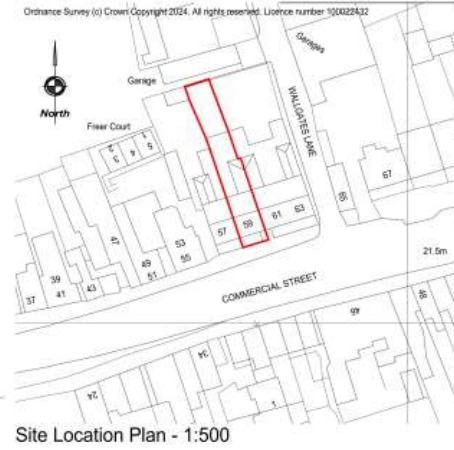 Ordnance Survey (c) Crown Copyright 2024. All rights reserved. Licence number 100022432
North
Garage
Garages
WALLGATES LANE
Freer Court
1
2
3
4
5
67
65
47
53
57
59
61
63
49
51
55
39
37
41
43
21.5m
COMMERCIAL STREET
48
46
34
24
1
Site Location Plan - 1:500